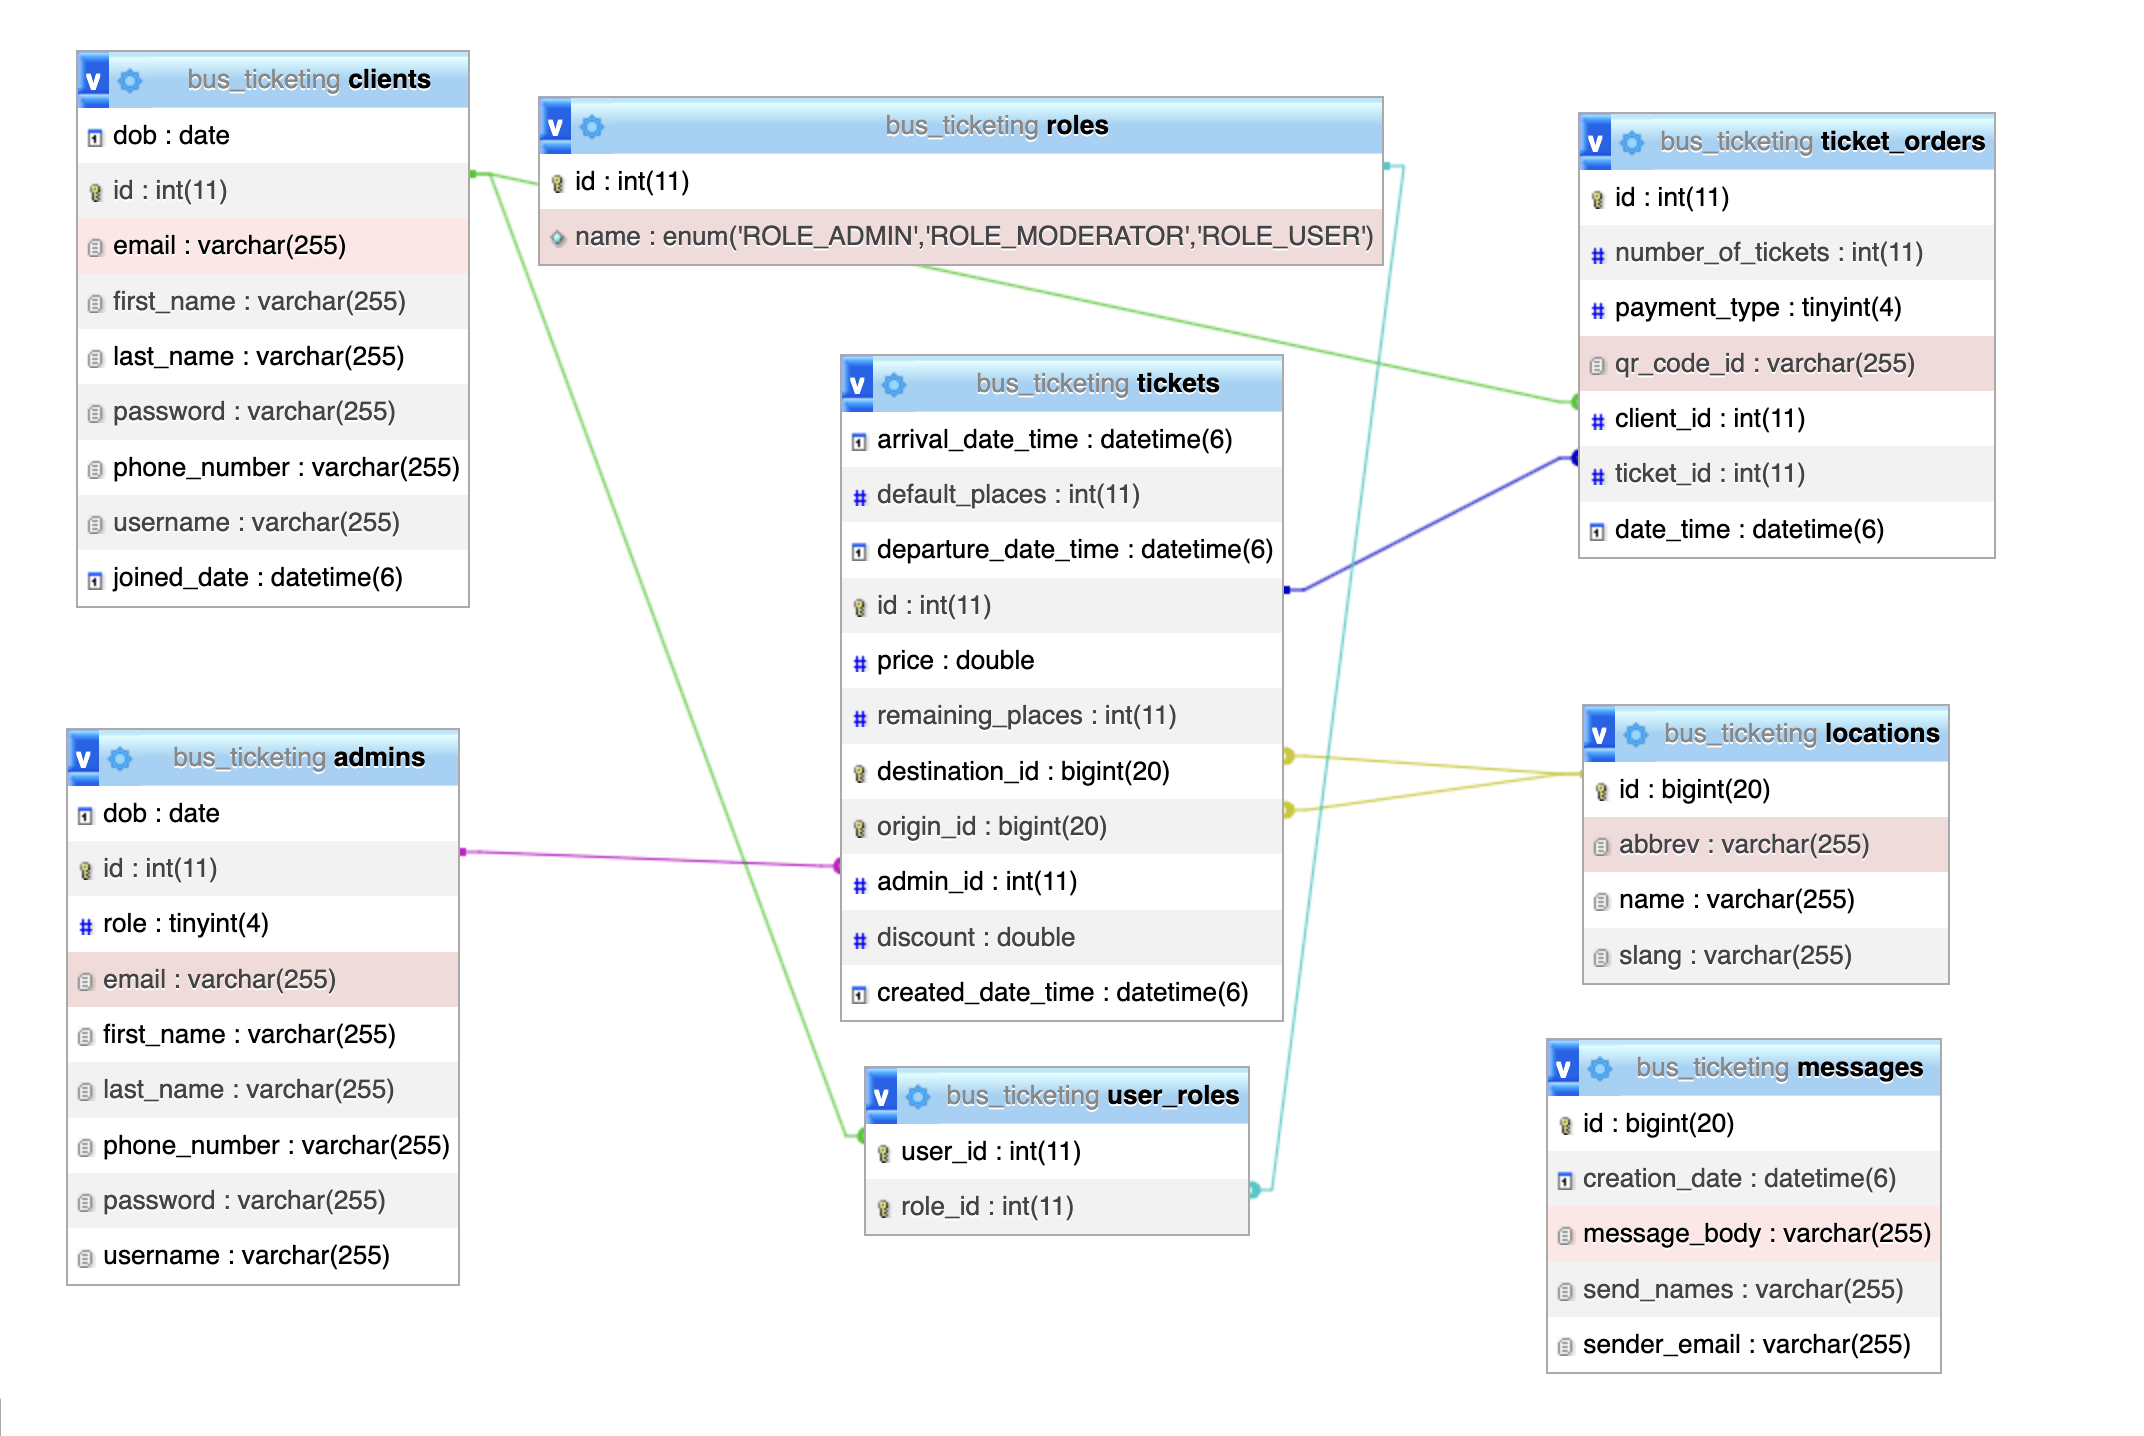 v bus_ticketing clients
dob : date
id : int(11)
email : varchar(255)
first_name : varchar(255)
last_name : varchar(255)
password : varchar(255)
phone_number : varchar(255)
username : varchar(255)
joined_date : datetime(6)
v bus_ticketing roles
id : int(11)
name : enum('ROLE_ADMIN','ROLE_MODERATOR','ROLE_USER')
v bus_ticketing ticket_orders
id : int(11)
number_of_tickets : int(11)
payment_type : tinyint(4)
qr_code_id : varchar(255)
client_id : int(11)
ticket_id : int(11)
date_time : datetime(6)
v bus_ticketing tickets
arrival_date_time : datetime(6)
default_places : int(11)
departure_date_time : datetime(6)
id : int(11)
price : double
remaining_places : int(11)
destination_id : bigint(20)
origin_id : bigint(20)
admin_id : int(11)
discount : double
created_date_time : datetime(6)
v bus_ticketing admins
dob : date
id : int(11)
role : tinyint(4)
email : varchar(255)
first_name : varchar(255)
last_name : varchar(255)
phone_number : varchar(255)
password : varchar(255)
username : varchar(255)
v bus_ticketing locations
id : bigint(20)
abbrev : varchar(255)
name : varchar(255)
slang : varchar(255)
v bus_ticketing user_roles
user_id : int(11)
role_id : int(11)
v bus_ticketing messages
id : bigint(20)
creation_date : datetime(6)
message_body : varchar(255)
send_names : varchar(255)
sender_email : varchar(255)